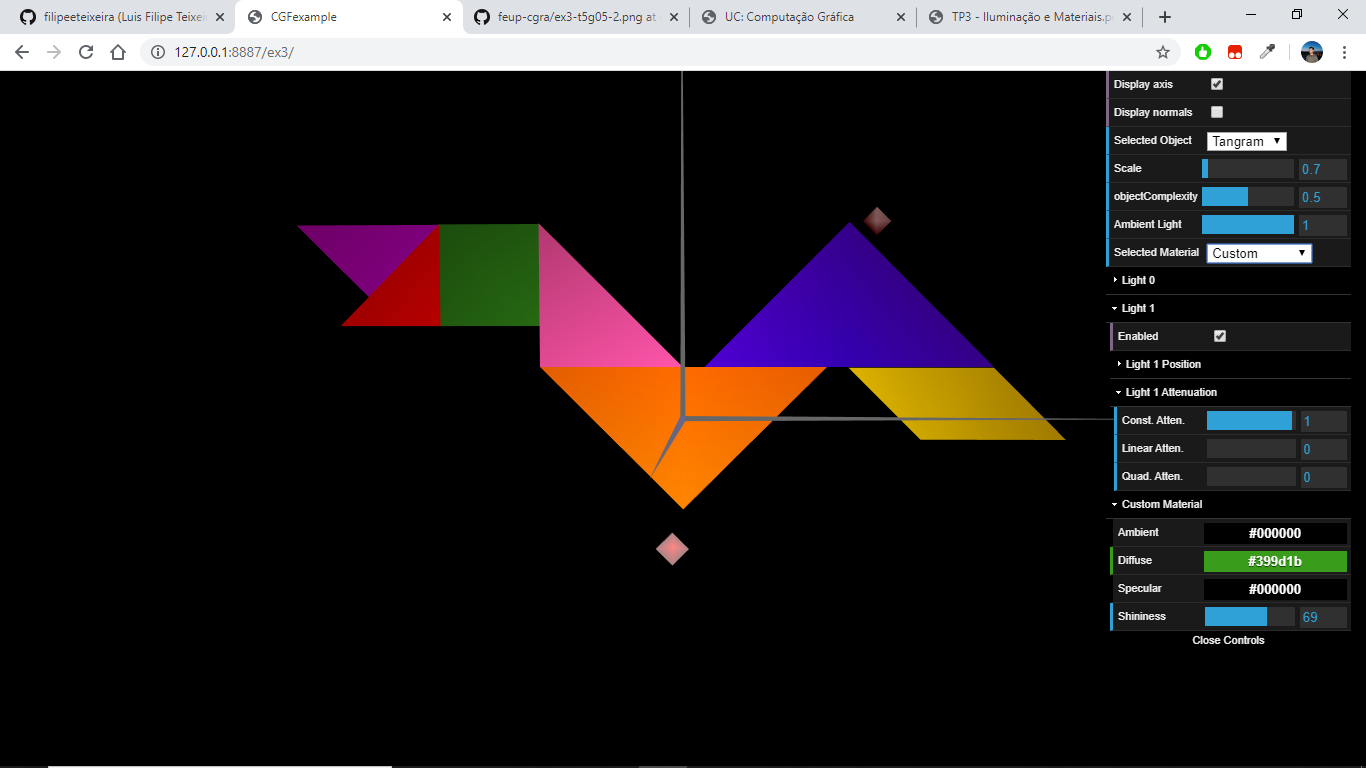 filipeeteixeira (Luis Filipe Teixeir
CGFexample
feup-cgra/ex3-t5g05-2.png at
UC: Computação Gráfica
TP3 - Iluminação e Materiais.p
127.0.0.1:8887/ex3/
Display axis
Display normals
Selected Object Tangram
Scale 0.7
objectComplexity 0.5
Ambient Light 1
Selected Material Custom
Light 0
Light 1
Enabled
Light 1 Position
Light 1 Attenuation
Const. Atten. 1
Linear Atten. 0
Quad. Atten. 0
Custom Material
Ambient #000000
Diffuse #399d1b
Specular #000000
Shininess 69
Close Controls